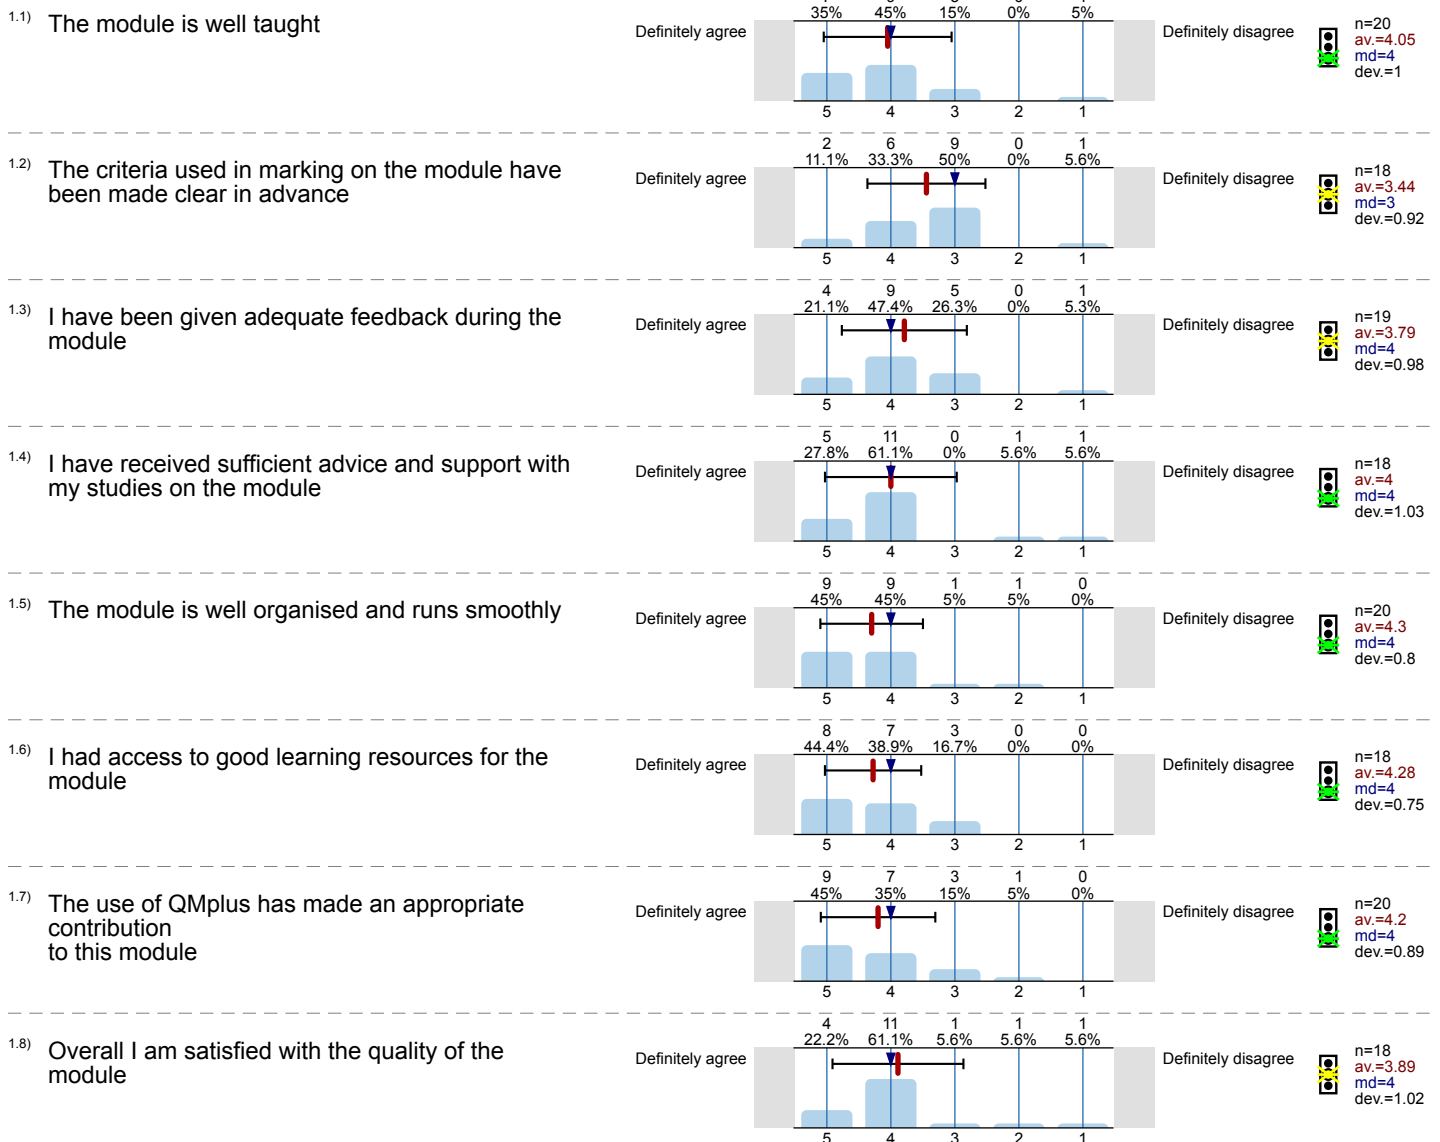 35% 45% 15% 0% 5%
1.1) The module is well taught
Definitely agree
Definitely disagree
n=20
av.=4.05
md=4
dev.=1
5 4 3 2 1
2 6 9 0 1
11.1% 33.3% 50% 0% 5.6%
1.2) The criteria used in marking on the module have
been made clear in advance
Definitely agree
Definitely disagree
n=18
av.=3.44
md=3
dev.=0.92
5 4 3 2 1
4 9 5 0 1
21.1% 47.4% 26.3% 0% 5.3%
1.3) I have been given adequate feedback during the
module
Definitely agree
Definitely disagree
n=19
av.=3.79
md=4
dev.=0.98
5 4 3 2 1
5 11 0 1 1
27.8% 61.1% 0% 5.6% 5.6%
1.4) I have received sufficient advice and support with
my studies on the module
Definitely agree
Definitely disagree
n=18
av.=4
md=4
dev.=1.03
5 4 3 2 1
9 9 1 1 0
45% 45% 5% 5% 0%
1.5) The module is well organised and runs smoothly
Definitely agree
Definitely disagree
n=20
av.=4.3
md=4
dev.=0.8
5 4 3 2 1
8 7 3 0 0
44.4% 38.9% 16.7% 0% 0%
1.6) I had access to good learning resources for the
module
Definitely agree
Definitely disagree
n=18
av.=4.28
md=4
dev.=0.75
5 4 3 2 1
9 7 3 1 0
45% 35% 15% 5% 0%
1.7) The use of QMplus has made an appropriate
contribution
to this module
Definitely agree
Definitely disagree
n=20
av.=4.2
md=4
dev.=0.89
5 4 3 2 1
4 11 1 1 1
22.2% 61.1% 5.6% 5.6% 5.6%
1.8) Overall I am satisfied with the quality of the
module
Definitely agree
Definitely disagree
n=18
av.=3.89
md=4
dev.=1.02
5 4 3 2 1